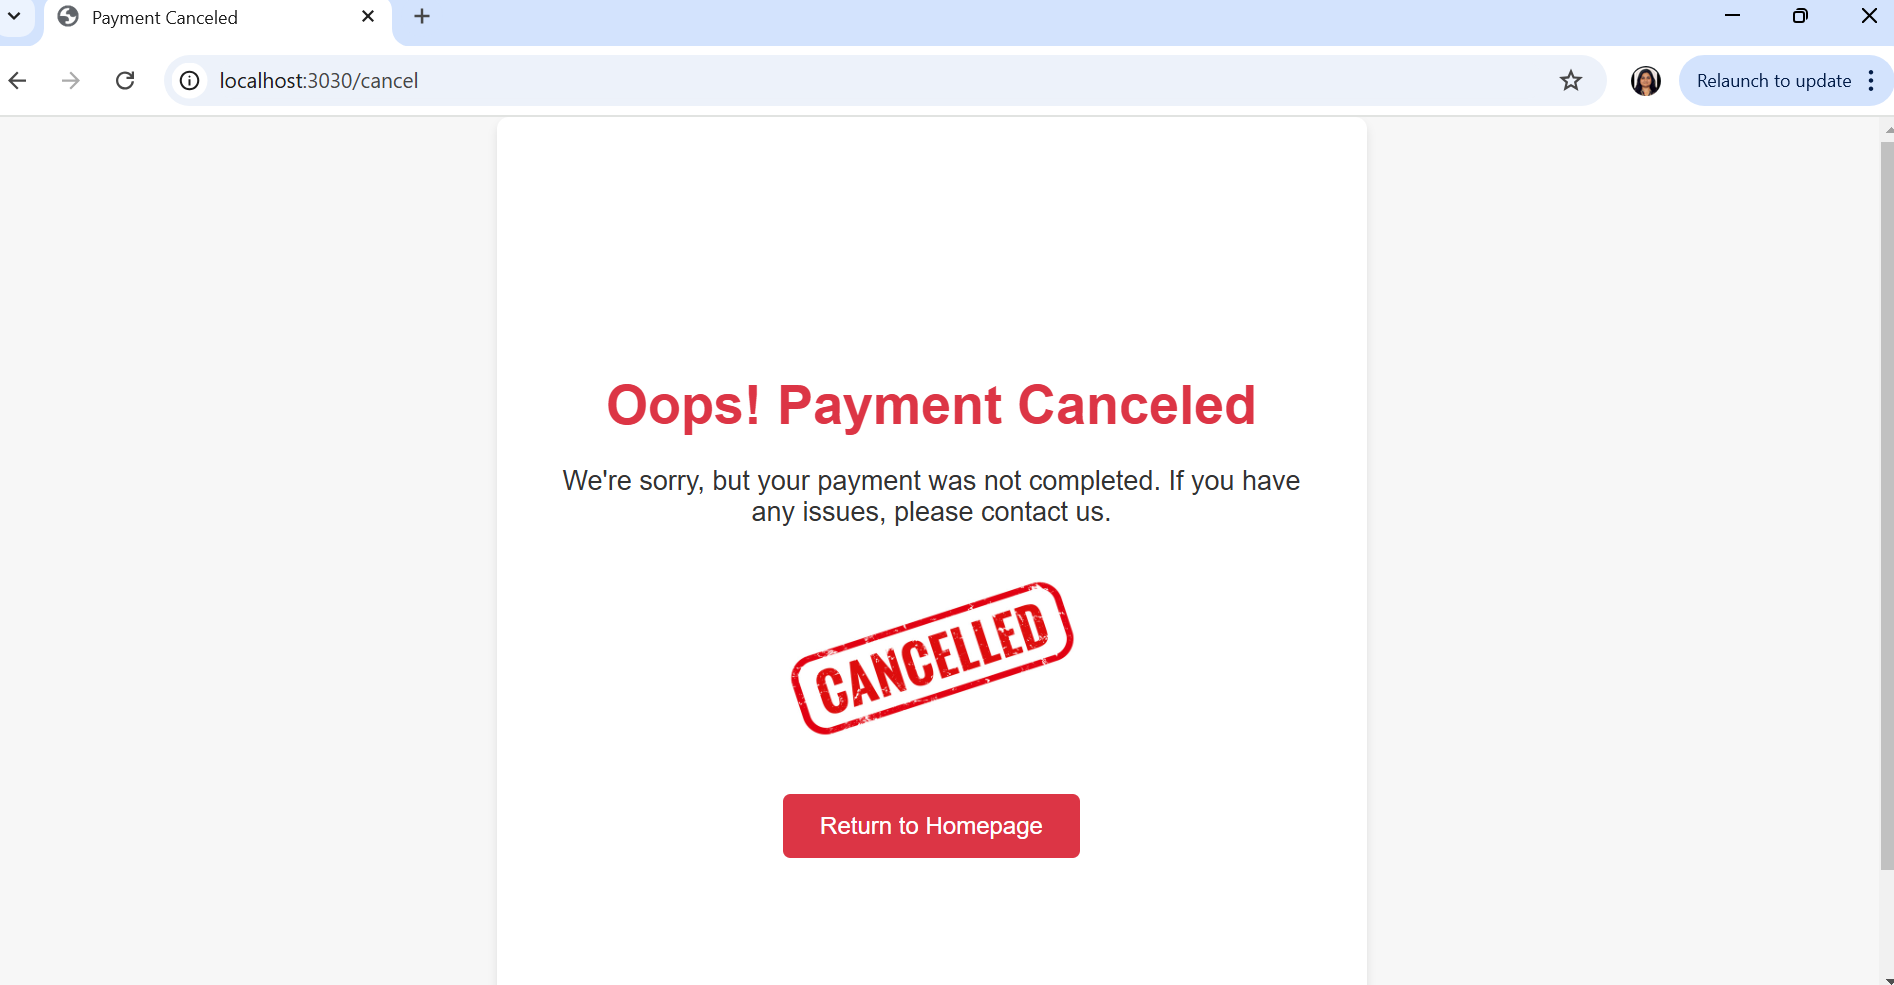 Payment Canceled
localhost:3030/cancel
Relaunch to update
Oops! Payment Canceled
We're sorry, but your payment was not completed. If you have
any issues, please contact us.
CANCELLED
Return to Homepage